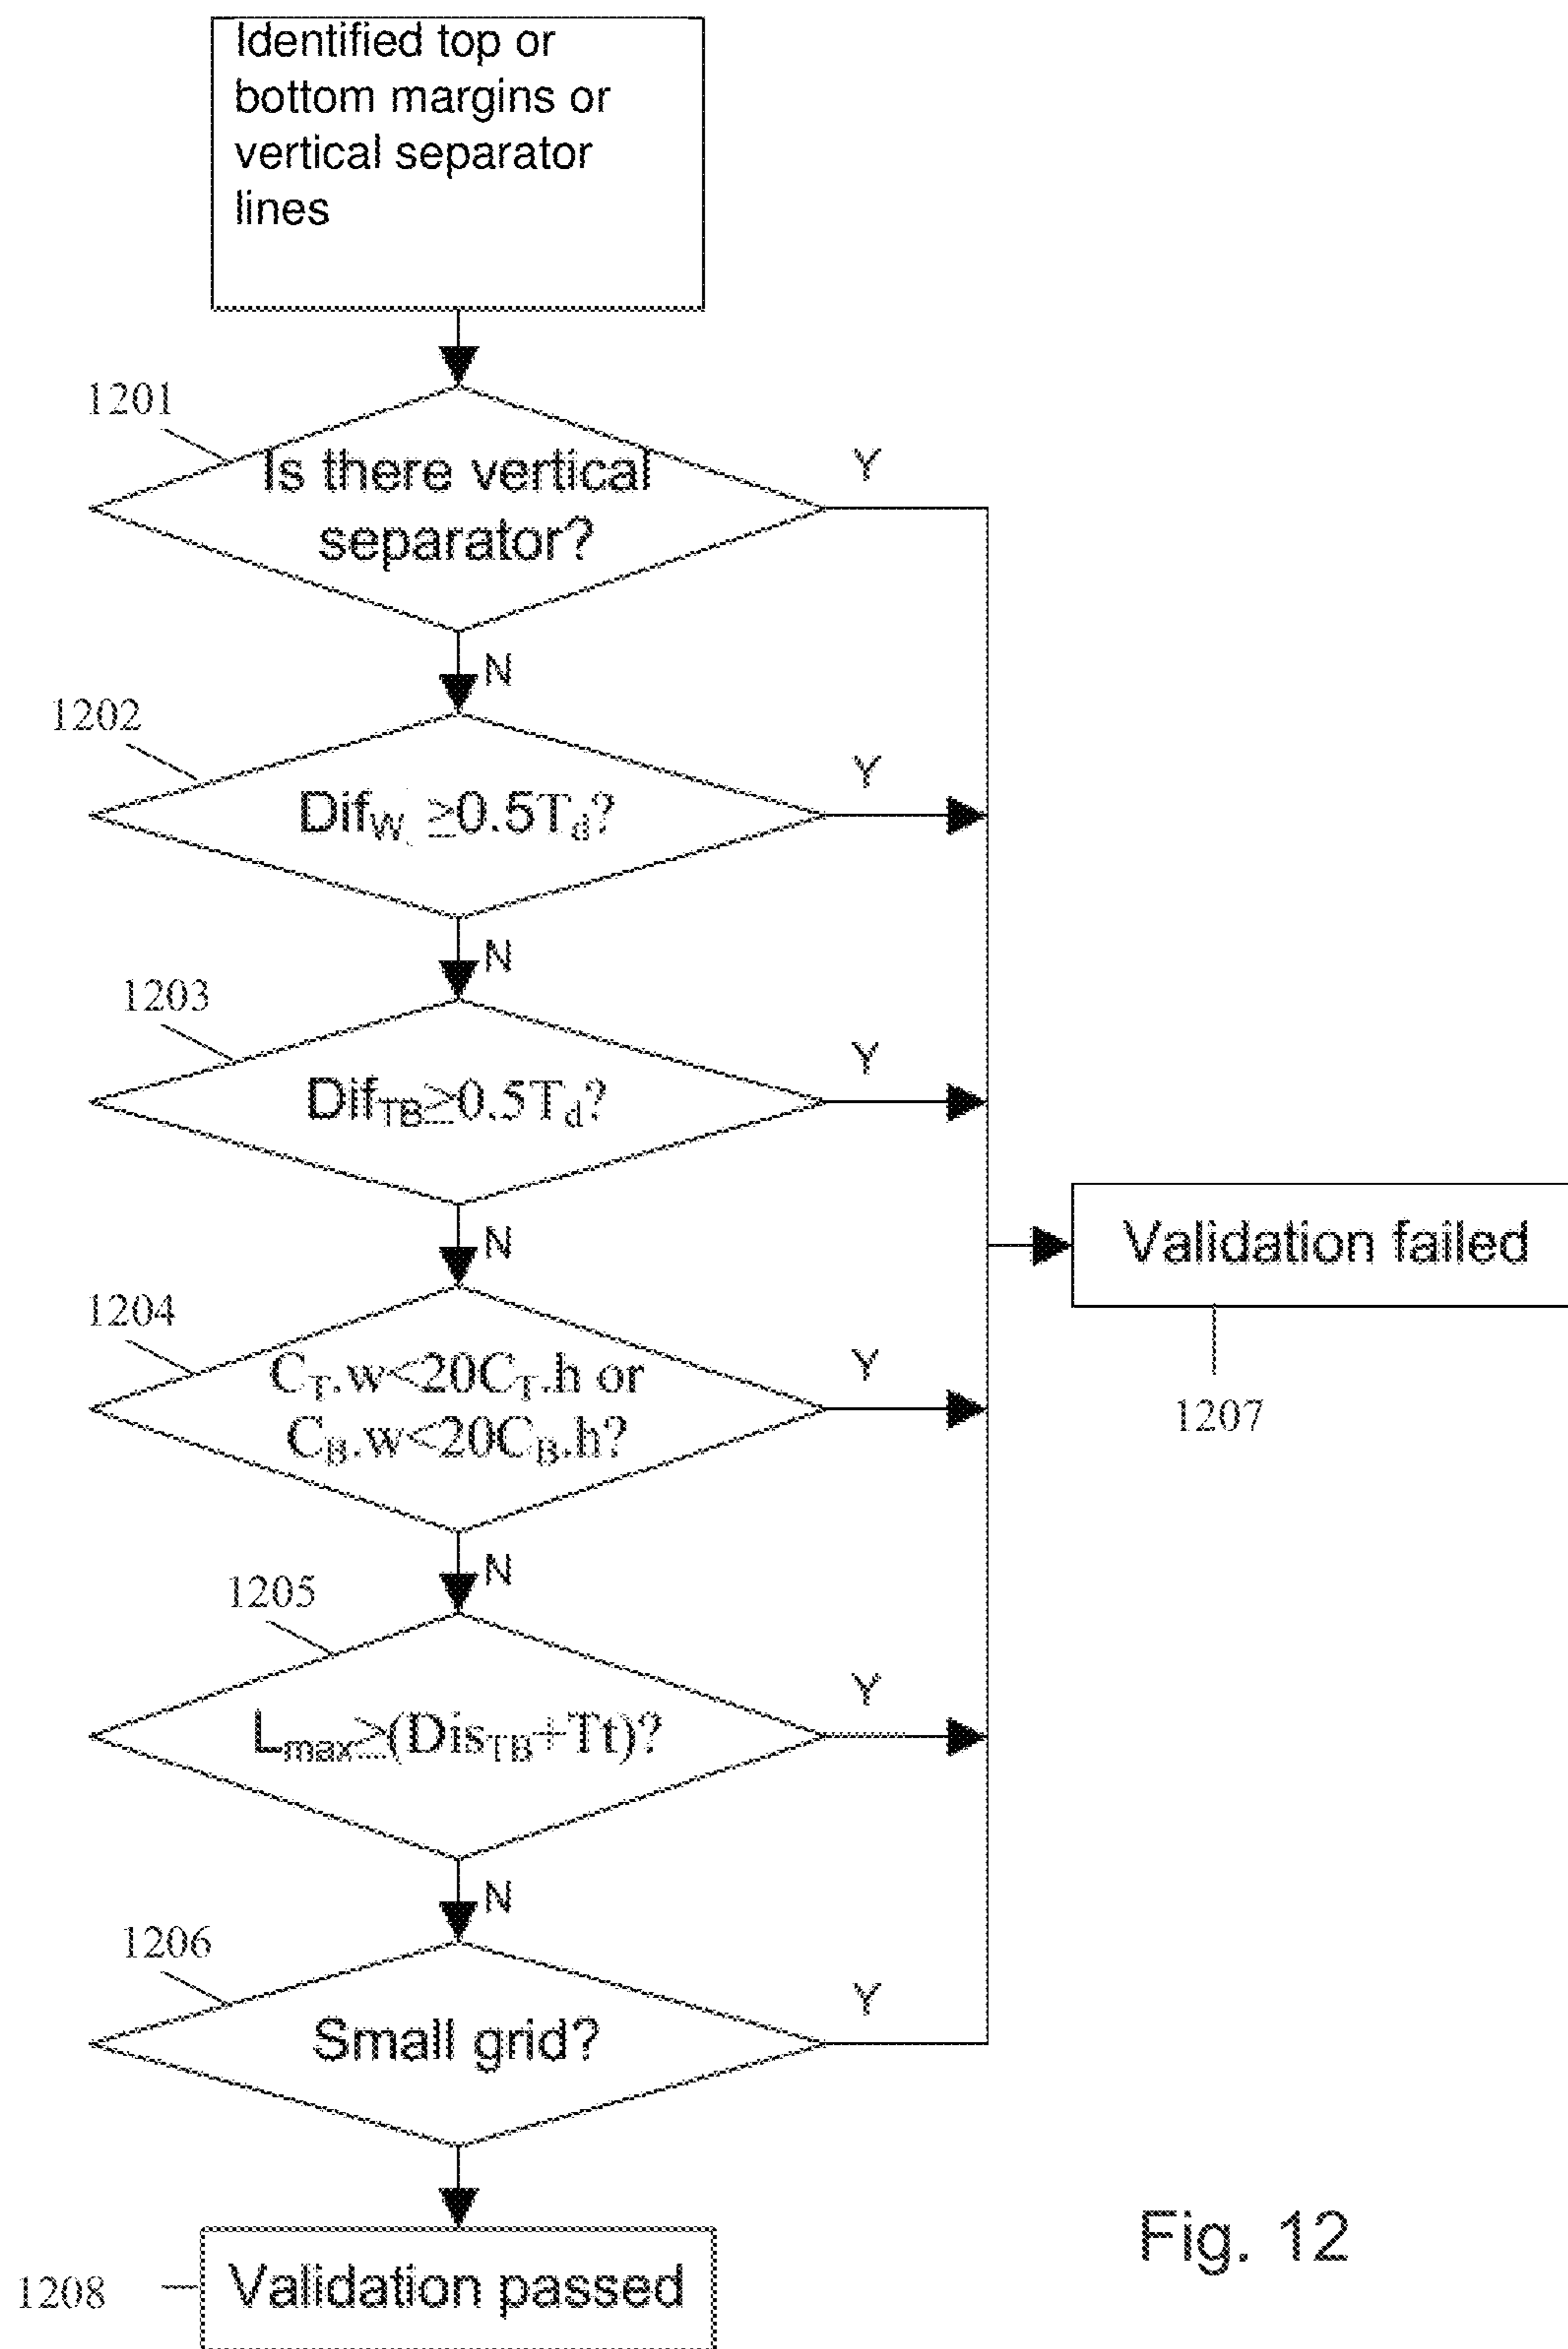 Identified top or
bottom margins or
vertical separator
lines
1201
Is there vertical
separator?
Y
N
1202
Dif_W ≥0.5T_d?
Y
N
1203
Dif_TB≥0.5T_d?
Y
N
1204
C_T.w<20C_T.h or
C_B.w<20C_B.h?
Y
N
1205
L_max≥(Dis_TB+Tt)?
Y
N
1206
Small grid?
Y
Validation failed
1207
1208
Validation passed
Fig. 12